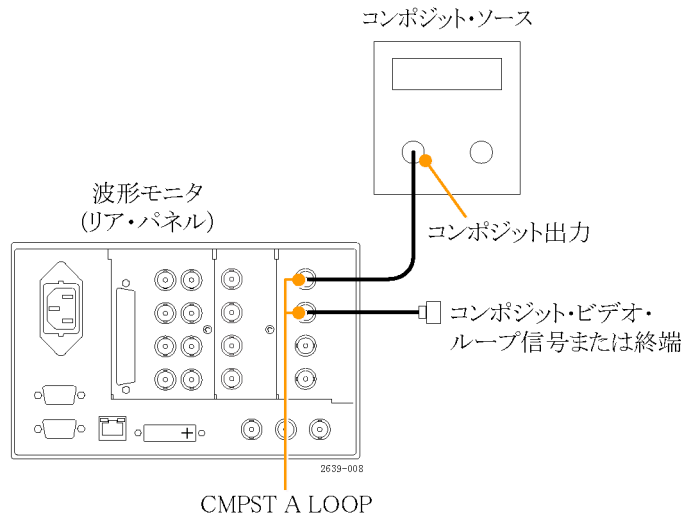 コンポジット・ソース
波形モニタ
(リア・パネル)
コンポジット出力
コンポジット・ビデオ・
ループ信号または終端
2639-008
CMPST A LOOP